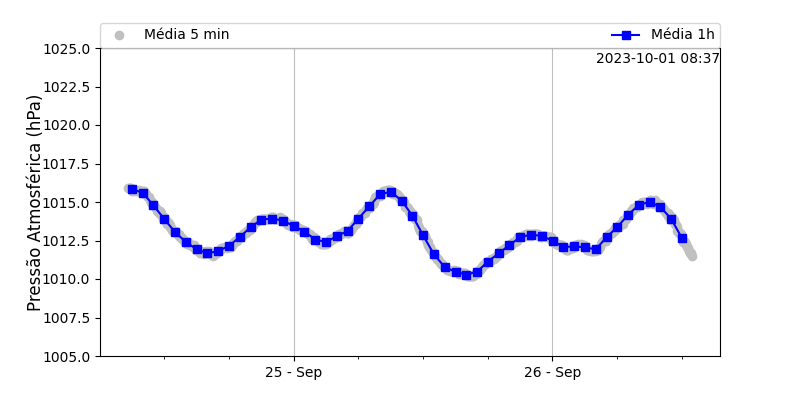 Média 5 min
Média 1h
2023-10-01 08:37
Pressão Atmosférica (hPa)
1025.0
1022.5
1020.0
1017.5
1015.0
1012.5
1010.0
1007.5
1005.0
25 - Sep
26 - Sep